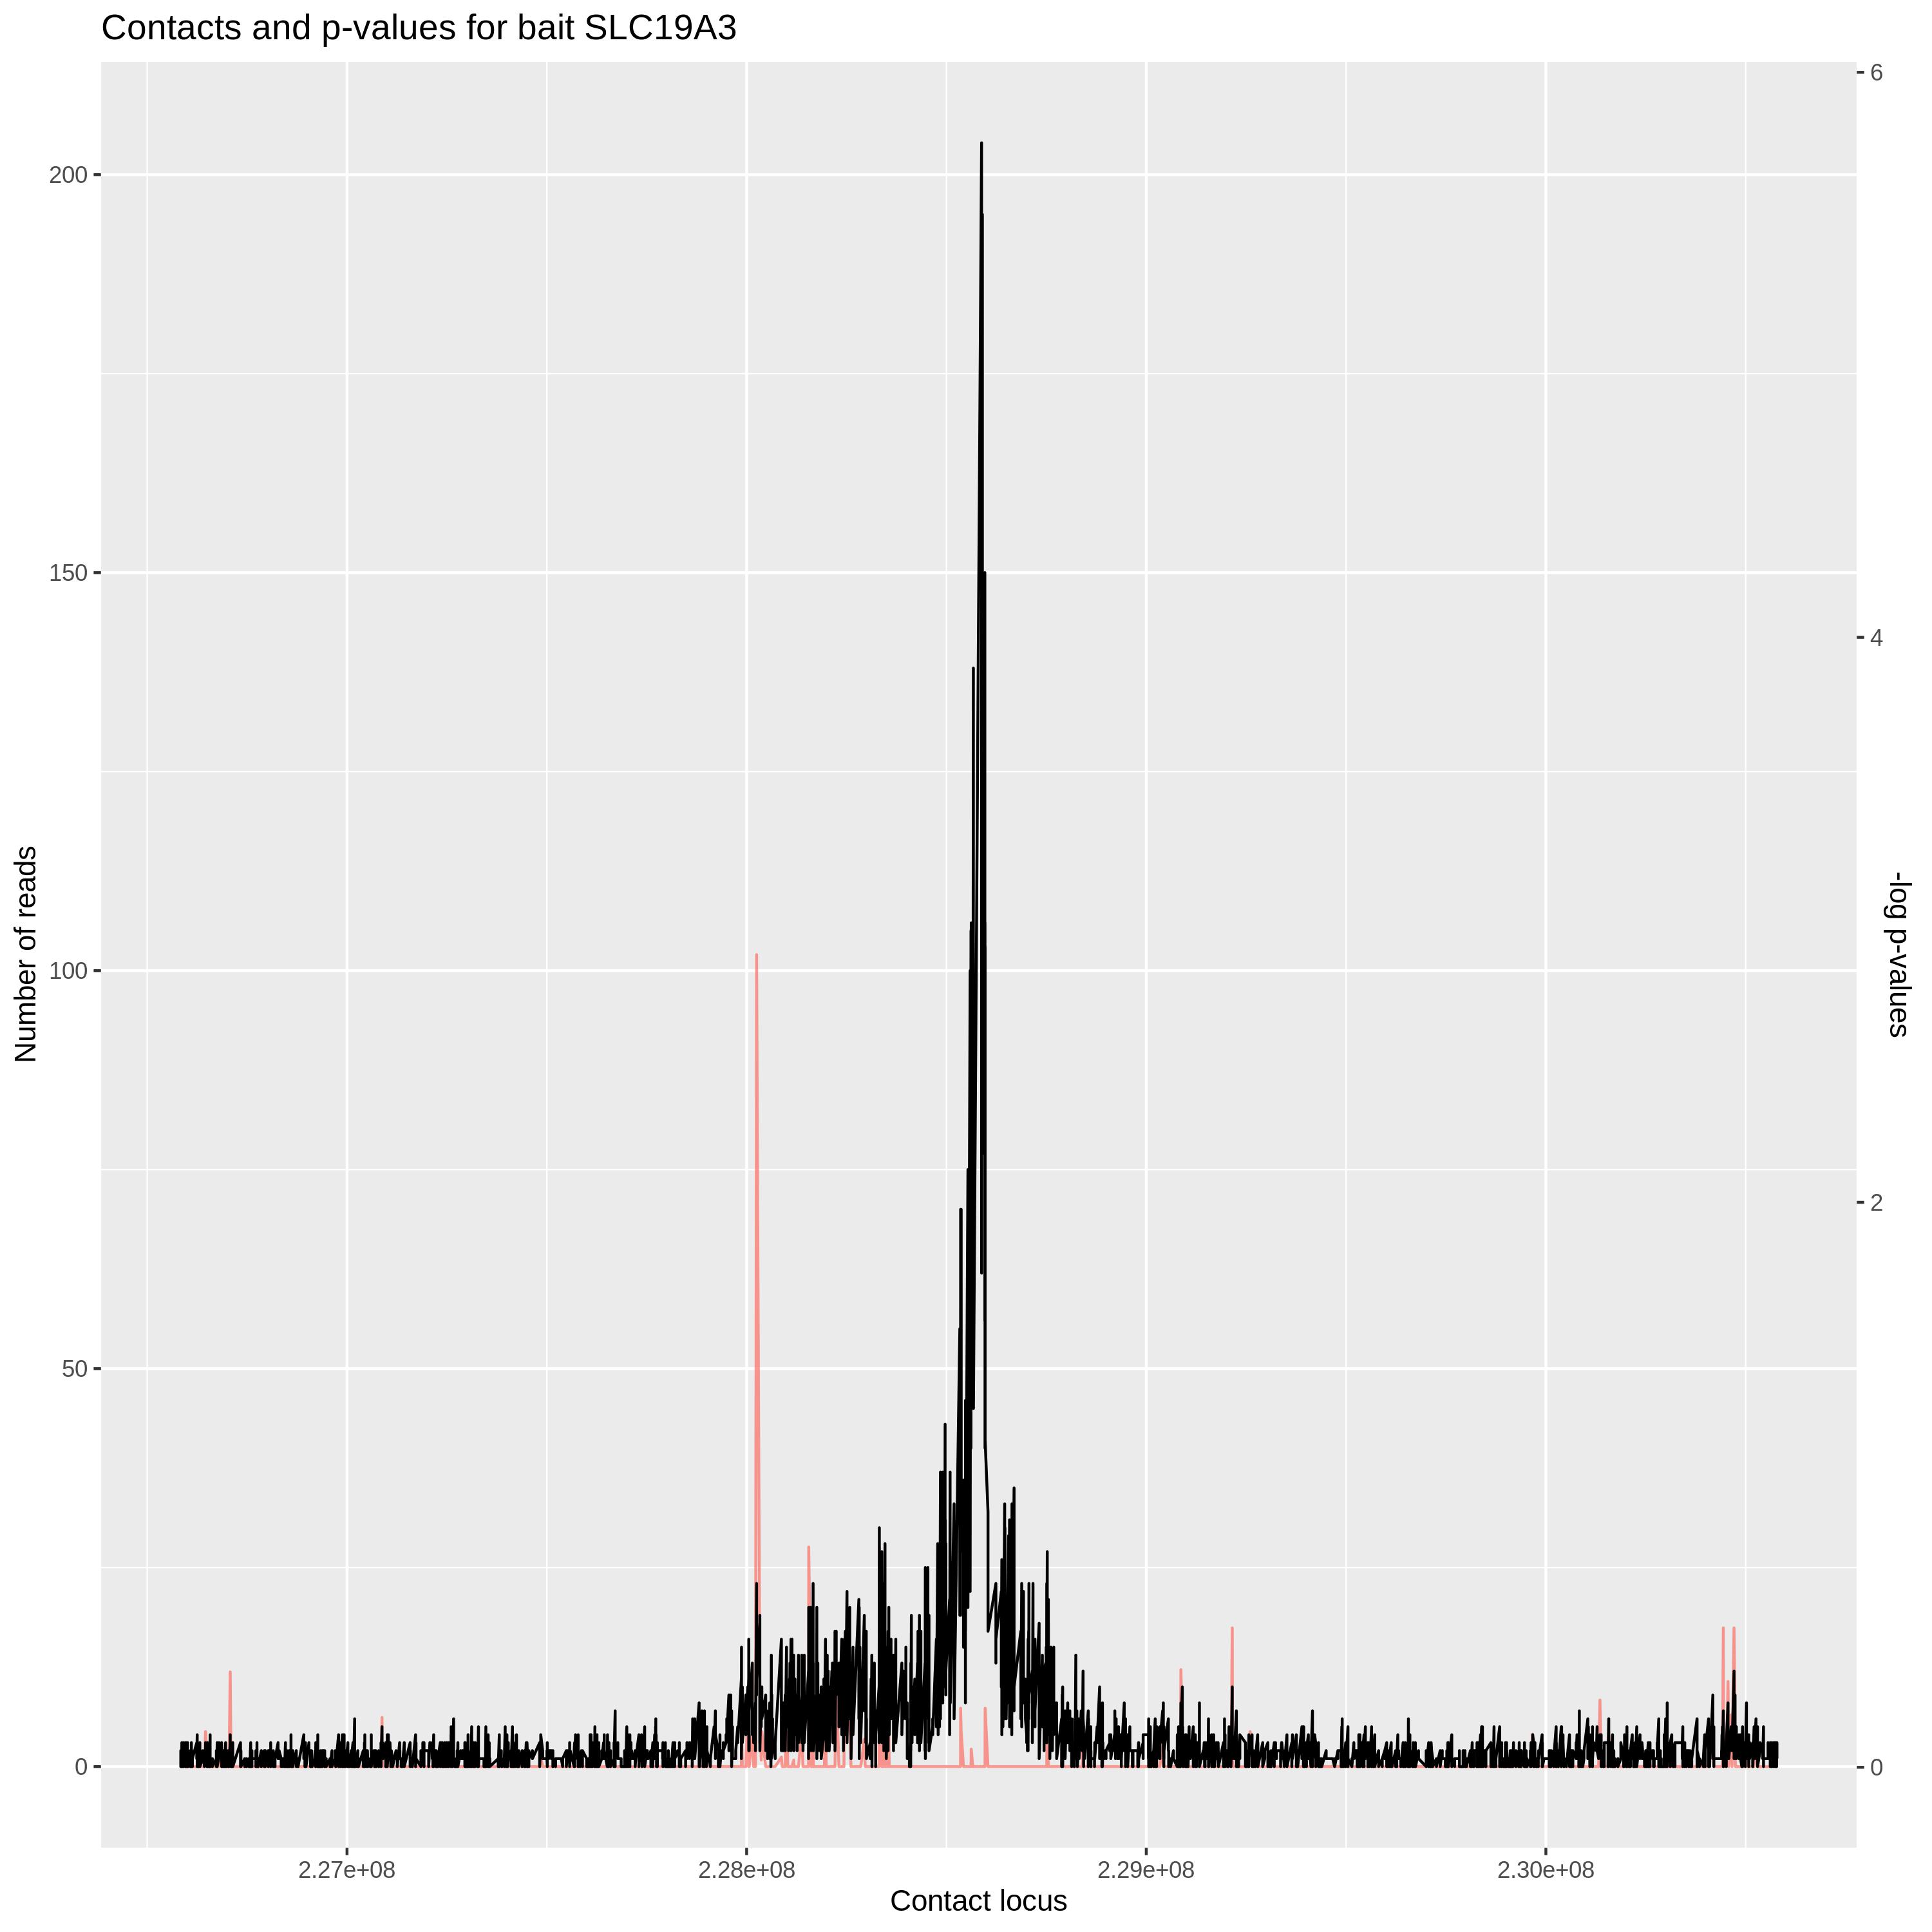 Contacts and p-values for bait SLC19A3
6
200
150
4
Number of reads
-log p-values
100
2
50
0
0
2.27e+08
2.28e+08
2.29e+08
2.30e+08
Contact locus